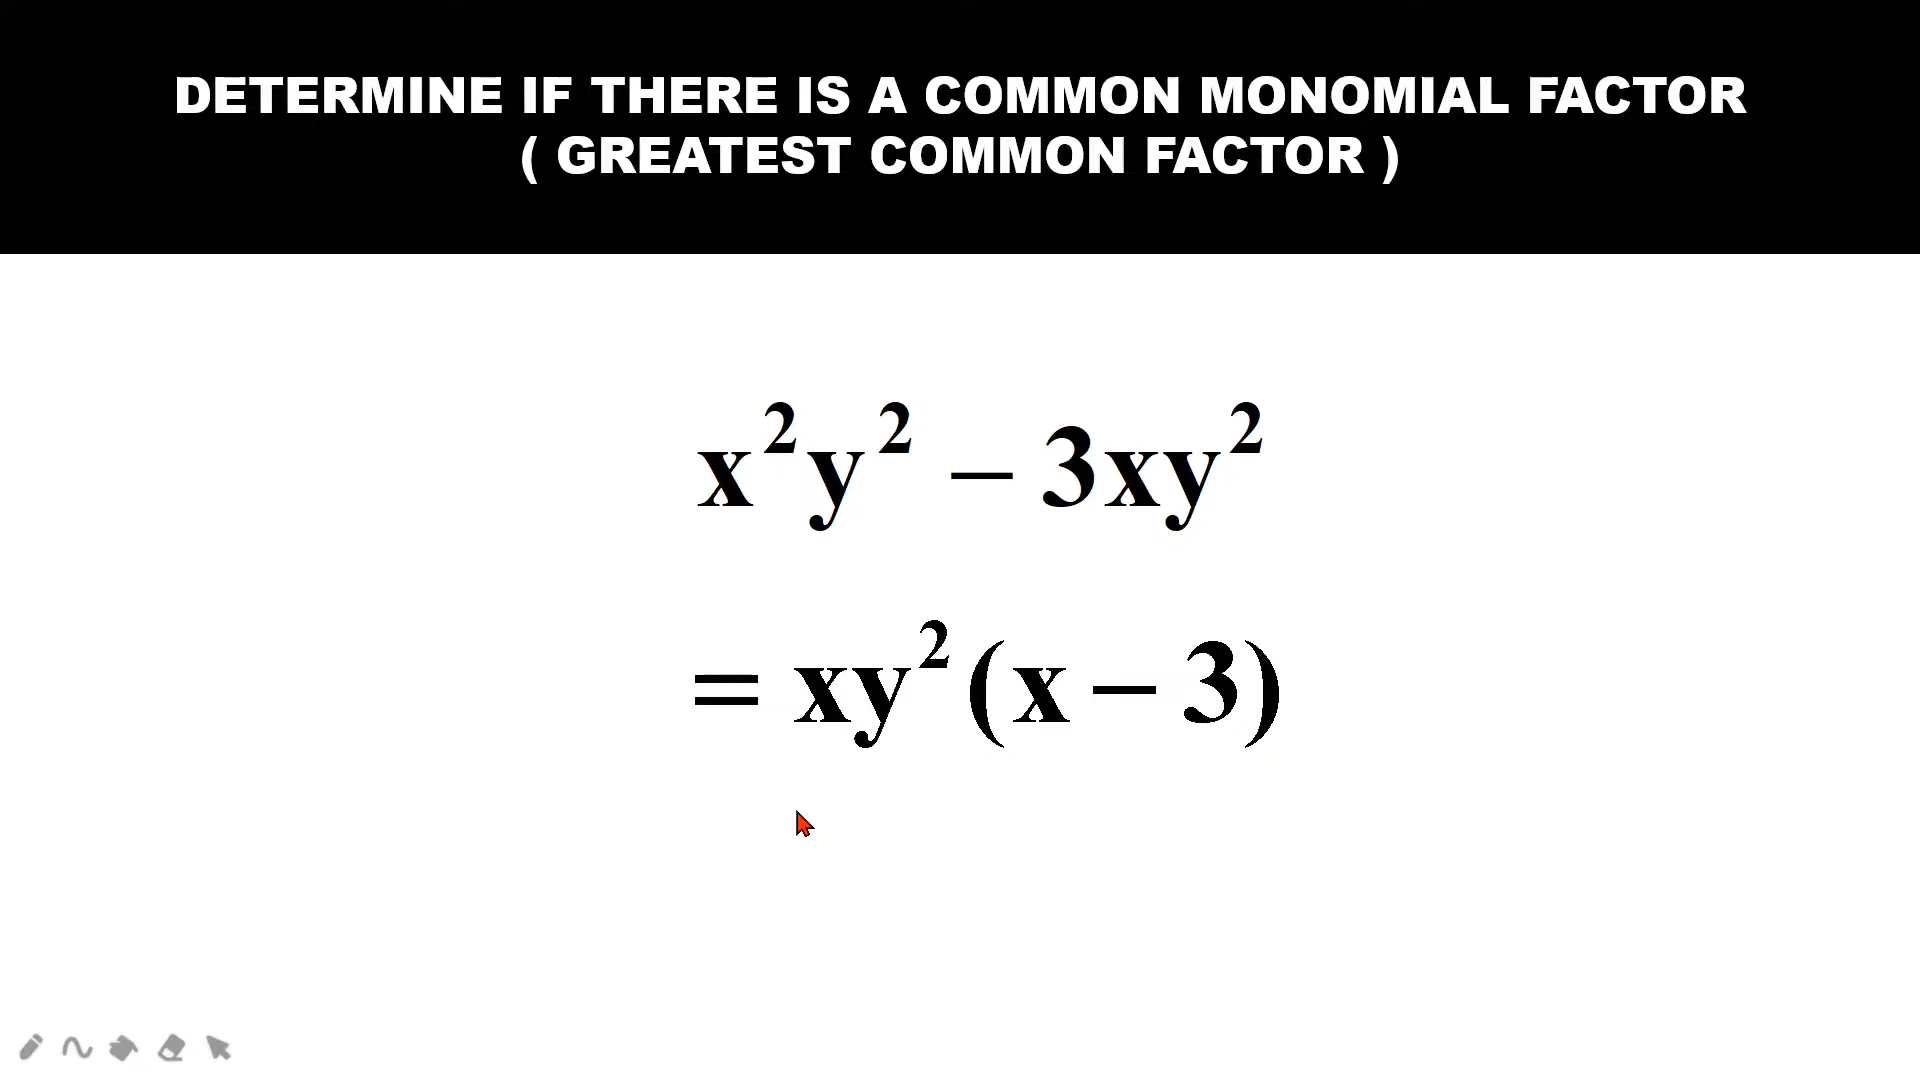 DETERMINE IF THERE IS A COMMON MONOMIAL FACTOR
( GREATEST COMMON FACTOR )
x²y² – 3xy²
= xy²(x – 3)